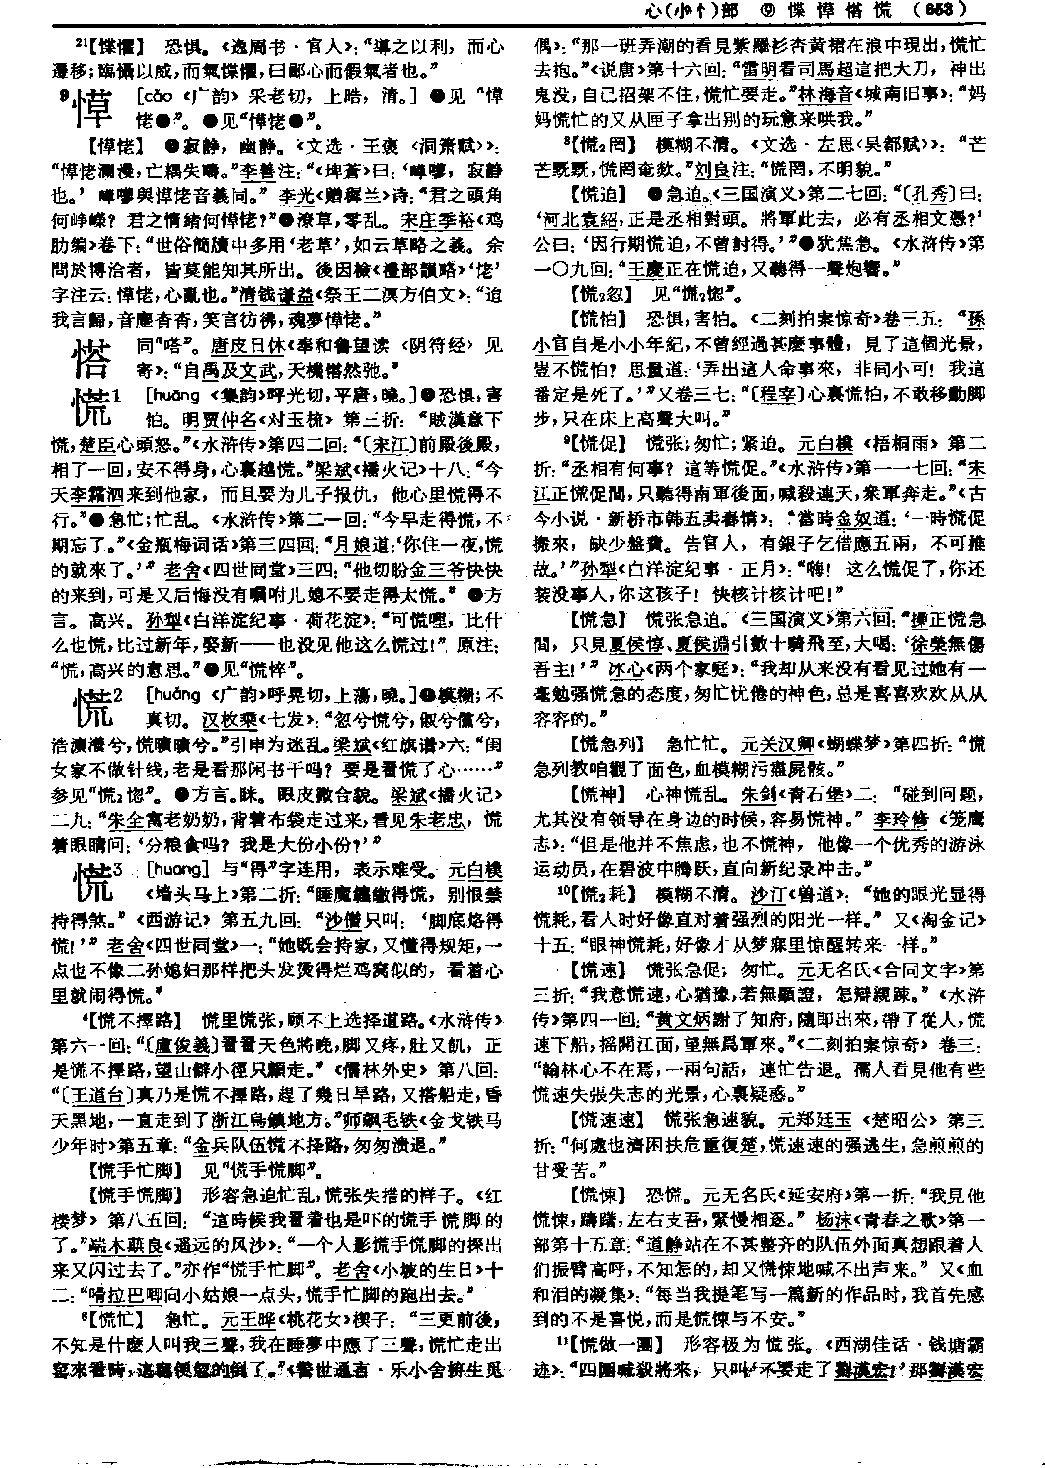 心(小忄)部 ⑨ 惵 愺 㗳 慌 (653)
²¹【惵懼】 恐惧。《逸周书·官人》:“導之以利,而心
遷移;臨懾以威,而氣惵懼,曰鄙心而假氣者也。”
⁹愺 [cǎo《广韵》采老切,上晧,清。]❶见“愺
恅❶”。❷见“愺恅❷”。
【愺恅】 ❶寂静,幽静。《文选·王褒〈洞箫赋〉》:
“愺恅瀾漫,亡耦失疇。”李善注:“《埤蒼》曰:‘嶆嶚,寂静
也。’嶆嶚與愺恅音義同。”李光《贈 蘭》诗:“君之頭角
何崢嶸?君之情緒何愺恅?”❷潦草,零乱。宋庄季裕《鸡
肋编》卷下:“世俗簡牘中多用‘老草’,如云草略之義。余
問於博洽者,皆莫能知其所出。後因檢《禮部韻略》‘恅’
字注云:愺恅,心亂也。”清钱谦益《祭王二溟方伯文》:“迨
我言歸,音塵杳杳,笑言彷彿,魂夢愺恅。”
同“嗒”。唐皮日休《奉和鲁望读〈阴符经〉见
寄》:“自禹及文武,天機㗳然弛。”
慌1 [huāng《集韵》呼光切,平唐,晓。]❶恐惧,害
怕。明贾仲名《对玉梳》第三折:“賊漢意下
慌,楚臣心頭怒。”《水浒传》第四二回:“〔宋江〕前殿後殿,
相了一回,安不得身,心裏越慌。”梁斌《播火记》十八:“今
天李霜泗来到他家,而且要为儿子报仇,他心里慌得不
行。”❷急忙;忙乱。《水浒传》第二一回:“今早走得慌,不
期忘了。”《金瓶梅词话》第三四回:“月娘道:‘你住一夜,慌
的就來了。’”老舍《四世同堂》三四:“他切盼金三爷快快
的来到,可是又后悔没有嘱咐儿媳不要走得太慌。”❸方
言。高兴。孙犁《白洋淀纪事·荷花淀》:“可慌哩,比什
么也慌,比过新年,娶新——也没见他这么慌过!”原注:
“慌,高兴的意思。”❹见“慌悴”。
慌2 [huǎng《广韵》呼晃切,上荡,晓。]❶模糊;不
真切。汉枚乘《七发》:“忽兮慌兮,俶兮儻兮,
浩瀇瀁兮,慌曠曠兮。”引申为迷乱。梁斌《红旗谱》六:“闺
女家不做针线,老是看那闲书干吗?要是看慌了心……”
参见“慌₂惚”。❷方言。眯。眼皮微合貌。梁斌《播火记》
二九:“朱全富老奶奶,背着布袋走过来,看见朱老忠,慌
着眼睛问:‘分粮食吗?我是大份小份?’”
慌3 [huang]与“得”字连用,表示难受。元白樸
《墙头马上》第二折:“睡魔纏繳得慌,别恨禁
持得煞。”《西游记》第五九回:“沙僧只叫:‘脚底烙得
慌!’”老舍《四世同堂》一:“她既会持家,又懂得规矩,一
点也不像二孙媳妇那样把头发烫得烂鸡窝似的,看着心
里就闹得慌。”
⁴【慌不擇路】 慌里慌张,顾不上选择道路。《水浒传》
第六一回:“〔盧俊義〕看看天色將晚,脚又疼,肚又飢,正
是慌不擇路,望山僻小徑只顧走。”《儒林外史》第八回:
“〔王道台〕真乃是慌不擇路,趕了幾日旱路,又搭船走,昏
天黑地,一直走到了浙江烏鎮地方。”师飙毛铁《金戈铁马
少年时》第五章:“金兵队伍慌不择路,匆匆溃退。”
【慌手忙脚】 见“慌手慌脚”。
【慌手慌脚】 形容急迫忙乱,慌张失措的样子。《红
楼梦》第八五回:“這時候我看着也是吓的慌手慌脚的
了。”端木蕻良《遥远的风沙》:“一个人影慌手慌脚的探出
来又闪过去了。”亦作“慌手忙脚”。老舍《小坡的生日》十
二:“嘻拉巴唧向小姑娘一点头,慌手忙脚的跑出去。”
⁶【慌忙】 急忙。元王晔《桃花女》楔子:“三更前後,
不知是什麽人叫我三聲,我在睡夢中應了三聲,慌忙走出
窰來看時,這窰便忽的倒了。”《警世通言·乐小舍拚生觅
偶》:“那一班弄潮的看見紫羅衫杏黄裙在浪中現出,慌忙
去抱。”《说唐》第十六回:“雷明看司馬超這把大刀,神出
鬼没,自己招架不住,慌忙要走。”林海音《城南旧事》:“妈
妈慌忙的又从匣子拿出别的玩意来哄我。”
⁸【慌₂罔】 模糊不清。《文选·左思〈吴都赋〉》:“芒
芒黖黖,慌罔奄欻。”刘良注:“慌罔,不明貌。”
【慌迫】 ❶急迫。《三国演义》第二七回:“〔孔秀〕曰:
‘河北袁紹,正是丞相對頭。將軍此去,必有丞相文憑?’
公曰:‘因行期慌迫,不曾討得。’”❷犹焦急。《水浒传》第
一〇九回:“王慶正在慌迫,又聽得一聲炮響。”
【慌₂忽】 见“慌₂惚”。
【慌怕】 恐惧,害怕。《二刻拍案惊奇》卷三五:“孫
小官自是小小年紀,不曾經過甚麼事體,見了這個光景,
豈不慌怕?思量道:‘弄出這人命事來,非同小可!我這
番定是死了。’”又卷三七:“〔程宰〕心裏慌怕,不敢移動脚
步,只在床上高聲大叫。”
⁹【慌促】 慌张;匆忙;紧迫。元白樸《梧桐雨》第二
折:“丞相有何事?這等慌促。”《水浒传》第一一七回:“宋
江正慌促間,只聽得南軍後面,喊殺連天,衆軍奔走。”《古
今小说·新桥市韩五卖春情》:“當時金奴道:‘一時慌促
搬來,缺少盤費。告官人,有銀子乞借應五兩,不可推
故。’”孙犁《白洋淀纪事·正月》:“嗨!这么慌促了,你还
装没事人,你这孩子!快核计核计吧!”
【慌急】 慌张急迫。《三国演义》第六回:“操正慌急
間,只見夏侯惇、夏侯淵引數十騎飛至,大喝:‘徐榮無傷
吾主!’”冰心《两个家庭》:“我却从来没有看见过她有一
毫勉强慌急的态度,匆忙忧倦的神色,总是喜喜欢欢从从
容容的。”
【慌急列】 急忙忙。元关汉卿《蝴蝶梦》第四折:“慌
急列教咱觀了面色,血模糊污盡屍骸。”
【慌神】 心神慌乱。朱剑《青石堡》二:“碰到问题,
尤其没有领导在身边的时候,容易慌神。”李玲修《笼鹰
志》:“但是他并不焦虑,也不慌神,他像一个优秀的游泳
运动员,在碧波中腾跃,直向新纪录冲击。”
¹⁰【慌₂耗】 模糊不清。沙汀《兽道》:“她的眼光显得
慌耗,看人时好像直对着强烈的阳光一样。”又《淘金记》
十五:“眼神慌耗,好像才从梦寐里惊醒转来一样。”
【慌速】 慌张急促;匆忙。元无名氏《合同文字》第
三折:“我意慌速,心猶豫,若無顯證,怎辯親疎。”《水浒
传》第四一回:“黄文炳謝了知府,隨即出來,帶了從人,慌
速下船,摇開江面,望無爲軍來。”《二刻拍案惊奇》卷三:
“翰林心不在焉,一兩句話,連忙告退。孺人看見他有些
慌速失張失志的光景,心裏疑惑。”
【慌速速】 慌张急速貌。元郑廷玉《楚昭公》第三
折:“何處也濟困扶危重復楚,慌速速的强逃生,急煎煎的
甘受苦。”
【慌悚】 恐慌。元无名氏《延安府》第一折:“我見他
慌悚,躊躇,左右支吾,緊慢相逐。”杨沫《青春之歌》第一
部第十五章:“道静站在不甚整齐的队伍外面真想跟着人
们振臂高呼,不知怎的,却又慌悚地喊不出声来。”又《血
和泪的凝集》:“每当我提笔写一篇新的作品时,我首先感
到的不是喜悦,而是慌悚与不安。”
¹¹【慌做一團】 形容极为慌张。《西湖佳话·钱塘霸
迹》:“四圍喊殺將來,只叫‘不要走了劉漢宏!’那劉漢宏